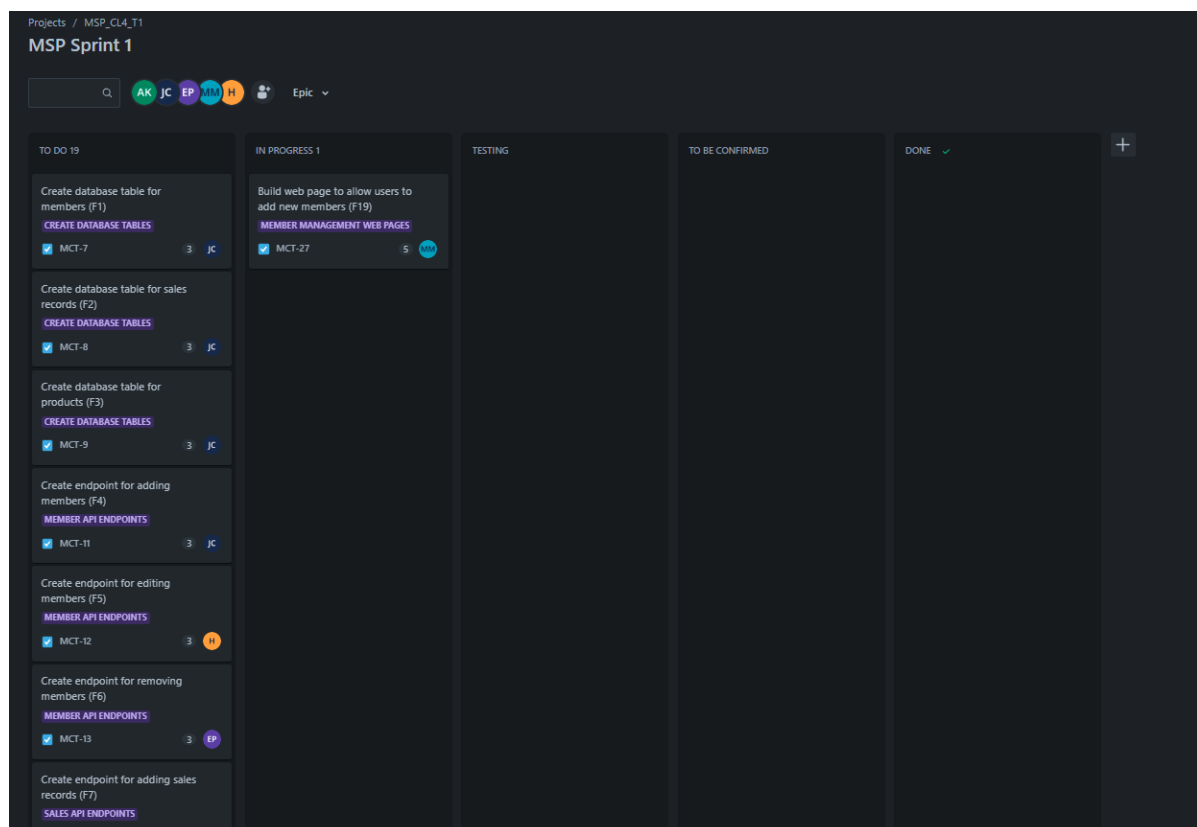 Projects / MSP_CL4_T1
MSP Sprint 1
AK JC EP MM H Epic
TO DO 19
Create database table for
members (F1)
CREATE DATABASE TABLES
MCT-7 3 JC
Create database table for sales
records (F2)
CREATE DATABASE TABLES
MCT-8 3 JC
Create database table for
products (F3)
CREATE DATABASE TABLES
MCT-9 3 JC
Create endpoint for adding
members (F4)
MEMBER API ENDPOINTS
MCT-11 3 JC
Create endpoint for editing
members (F5)
MEMBER API ENDPOINTS
MCT-12 3 H
Create endpoint for removing
members (F6)
MEMBER API ENDPOINTS
MCT-13 3 EP
Create endpoint for adding sales
records (F7)
SALES API ENDPOINTS
IN PROGRESS 1
Build web page to allow users to
add new members (F19)
MEMBER MANAGEMENT WEB PAGES
MCT-27 5 MM
TESTING
TO BE CONFIRMED
DONE